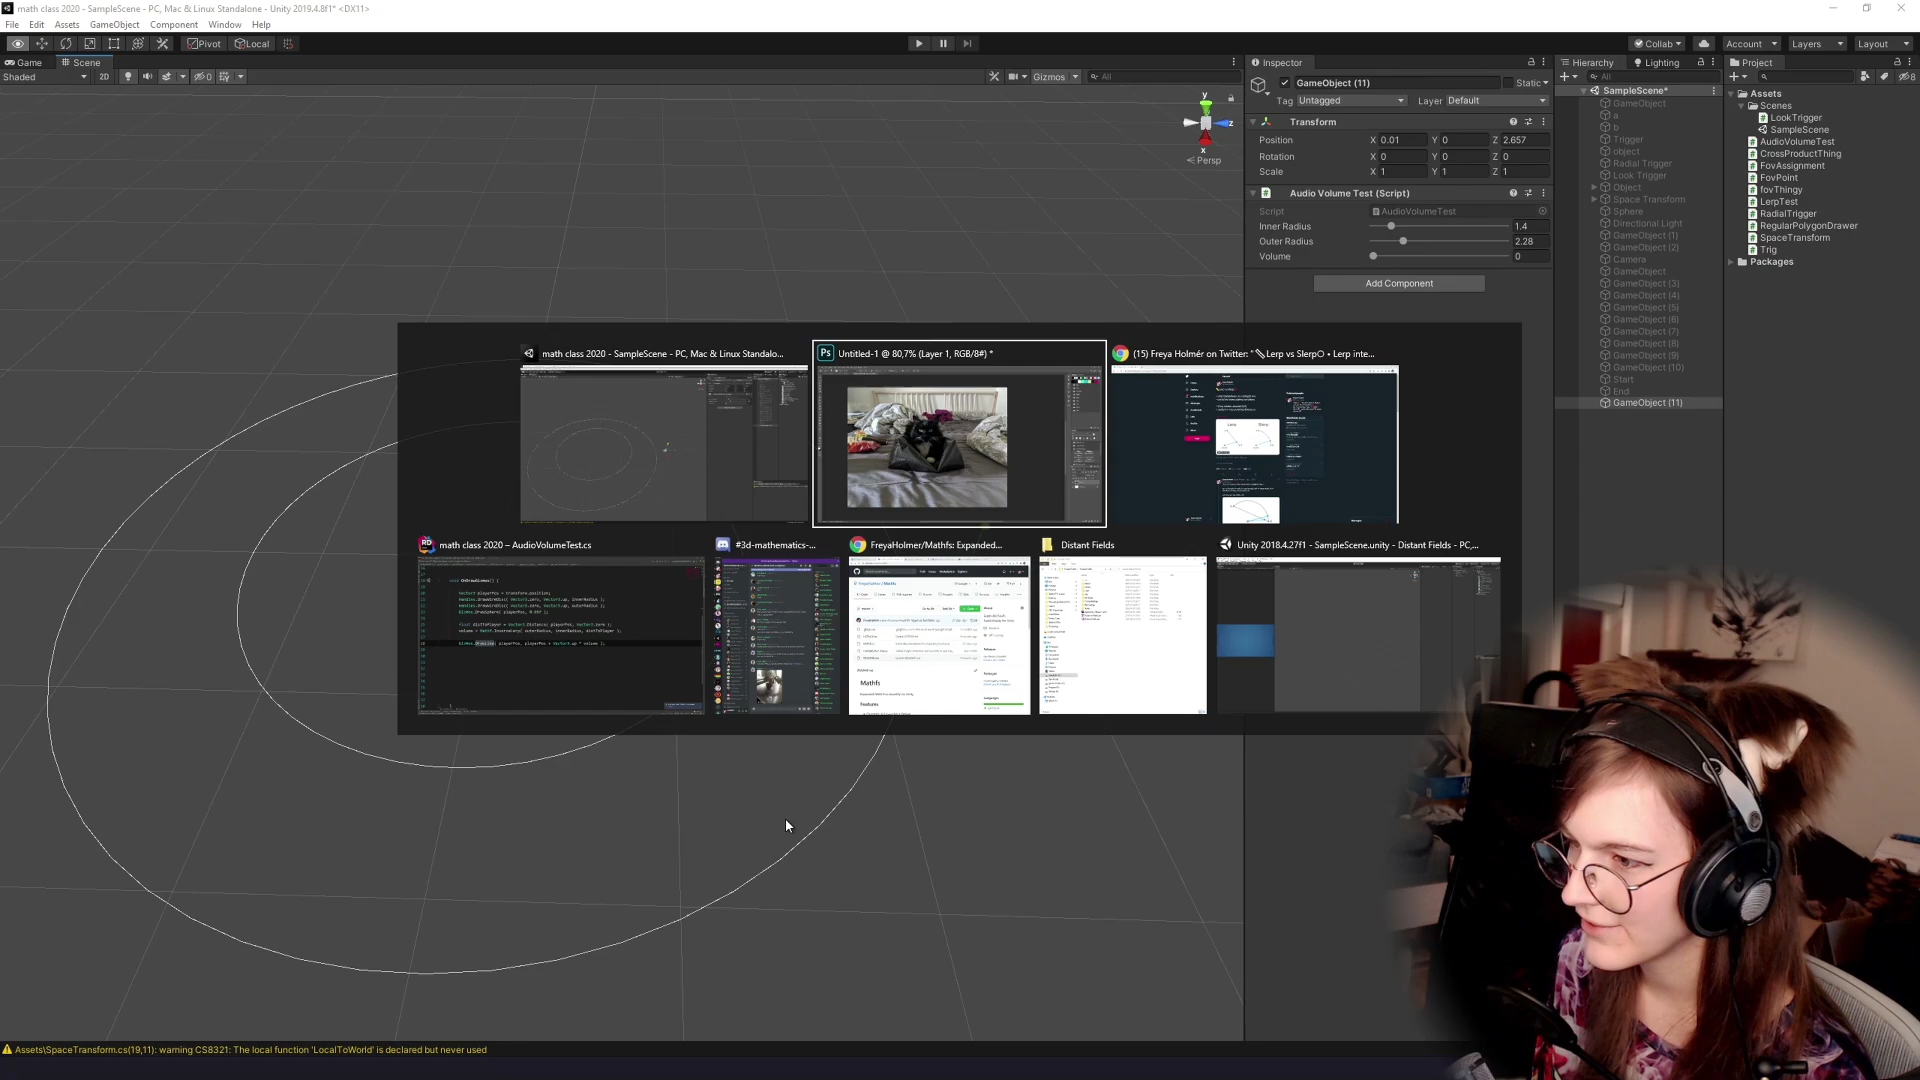 math class 2020 - SampleScene - PC, Mac & Linux Standalone - Unity 2019.4.8f1* <DX11>
File Edit Assets GameObject Component Window Help
Pivot Local
Collab Account Layers Layout
Game Scene
Shaded 2D 0 Gizmos All
y
z
x
Persp
Inspector
GameObject (11) Static
Tag Untagged Layer Default
Transform
Position X 0.01 Y 0 Z 2.657
Rotation X 0 Y 0 Z 0
Scale X 1 Y 1 Z 1
Audio Volume Test (Script)
Script AudioVolumeTest
Inner Radius 1.4
Outer Radius 2.28
Volume 0
Add Component
Hierarchy Lighting
All
SampleScene*
GameObject
a
b
Trigger
object
Radial Trigger
Look Trigger
Object
Space Transform
Sphere
Directional Light
GameObject (1)
GameObject (2)
Camera
GameObject
GameObject (3)
GameObject (4)
GameObject (5)
GameObject (6)
GameObject (7)
GameObject (8)
GameObject (9)
GameObject (10)
Start
End
GameObject (11)
Project
8
Assets
Scenes
LookTrigger
SampleScene
AudioVolumeTest
CrossProductThing
FovAssignment
FovPoint
fovThingy
LerpTest
RadialTrigger
RegularPolygonDrawer
SpaceTransform
Trig
Packages
math class 2020 - SampleScene - PC, Mac & Linux Standalo...
Ps Untitled-1 @ 80,7% (Layer 1, RGB/8#) *
(15) Freya Holmér on Twitter: "📏Lerp vs Slerp⭕ • Lerp inte...
RD math class 2020 – AudioVolumeTest.cs
#3d-mathematics-...
FreyaHolmer/Mathfs: Expanded...
Distant Fields
Unity 2018.4.27f1 - SampleScene.unity - Distant Fields - PC,...
Mathfs
Features
Assets\SpaceTransform.cs(19,11): warning CS8321: The local function 'LocalToWorld' is declared but never used